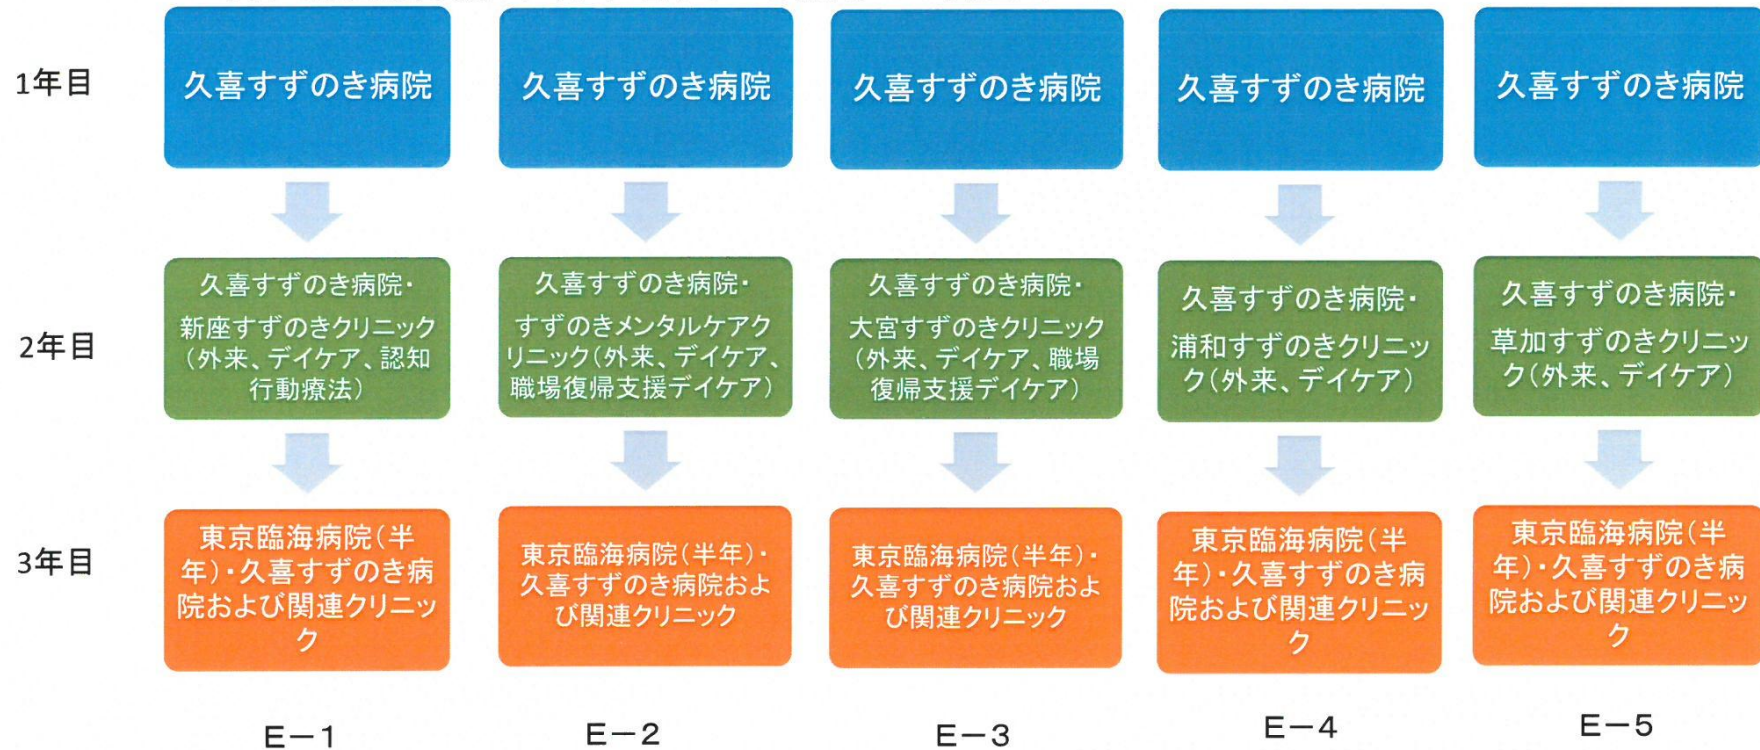 1年目
久喜すずのき病院
久喜すずのき病院
久喜すずのき病院
久喜すずのき病院
久喜すずのき病院
2年目
久喜すずのき病院・
新座すずのきクリニック
(外来、デイケア、認知
行動療法)
久喜すずのき病院・
すずのきメンタルケアク
リニック(外来、デイケア、
職場復帰支援デイケア)
久喜すずのき病院・
大宮すずのきクリニック
(外来、デイケア、職場
復帰支援デイケア)
久喜すずのき病院・
浦和すずのきクリニッ
ク(外来、デイケア)
久喜すずのき病院・
草加すずのきクリニッ
ク(外来、デイケア)
3年目
東京臨海病院(半
年)・久喜すずのき病
院および関連クリニッ
ク
東京臨海病院(半年)・
久喜すずのき病院およ
び関連クリニック
東京臨海病院(半年)・
久喜すずのき病院およ
び関連クリニック
東京臨海病院(半
年)・久喜すずのき病
院および関連クリニッ
ク
東京臨海病院(半
年)・久喜すずのき病
院および関連クリニッ
ク
E-1
E-2
E-3
E-4
E-5